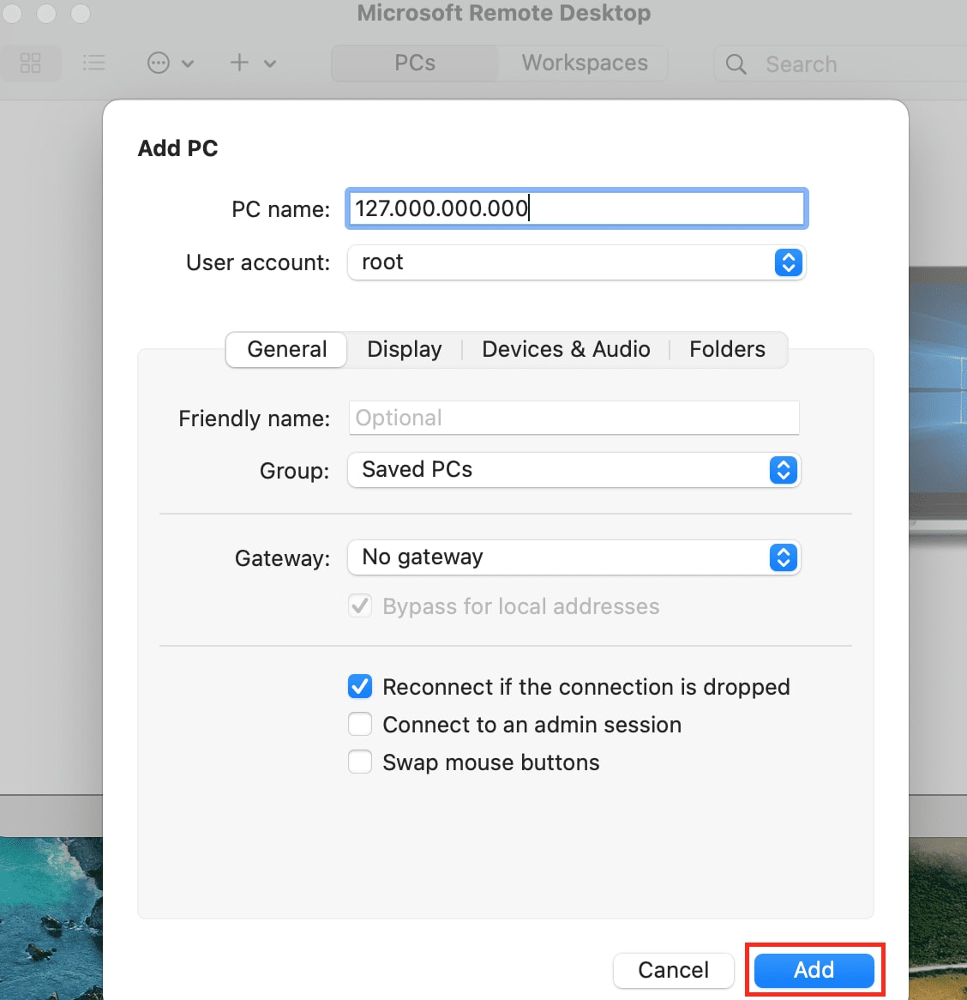 Microsoft Remote Desktop
PCs Workspaces Search
Add PC
PC name: 127.000.000.000
User account: root
General Display Devices & Audio Folders
Friendly name: Optional
Group: Saved PCs
Gateway: No gateway
Bypass for local addresses
Reconnect if the connection is dropped
Connect to an admin session
Swap mouse buttons
Cancel Add